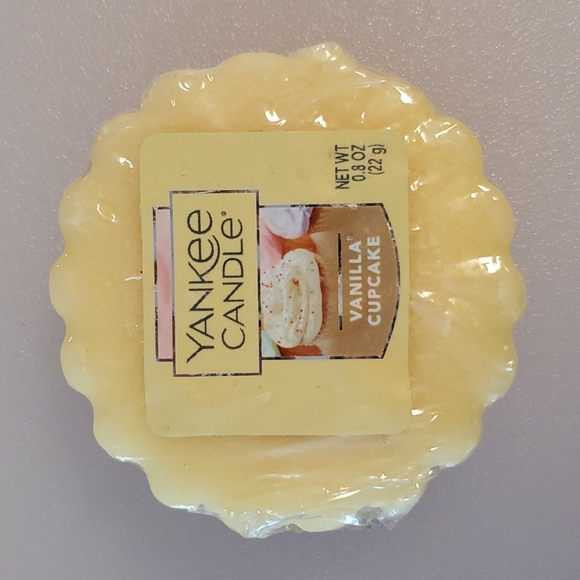 YANKEE
CANDLE®
VANILLA
CUPCAKE
NET WT
0.8 OZ
(22 g)